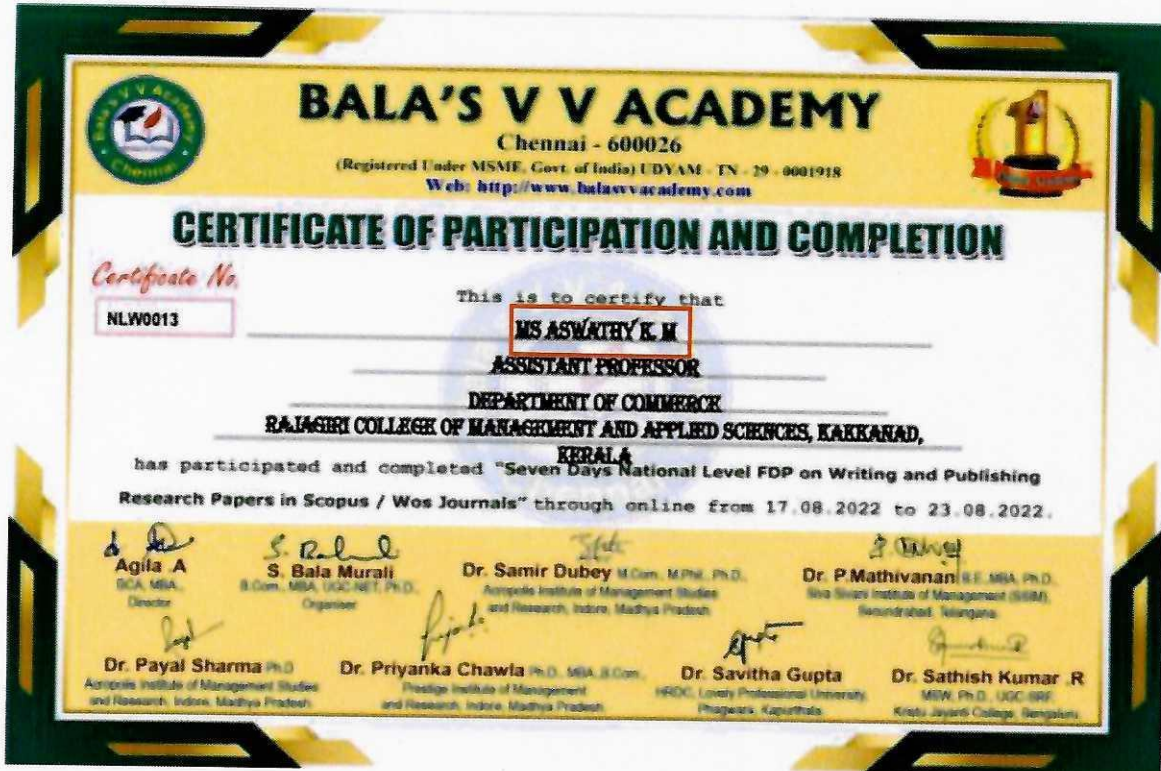 Bala's V V Academy
Chennai
1
BALA'S V V ACADEMY
Chennai - 600026
(Registered Under MSME, Govt. of India) UDYAM - TN - 29 - 0001918
Web: http://www.balasvvacademy.com
CERTIFICATE OF PARTICIPATION AND COMPLETION
Certificate No.
NLW0013
This is to certify that
MS ASWATHY K. M
ASSISTANT PROFESSOR
DEPARTMENT OF COMMERCE
RAJAGIRI COLLEGE OF MANAGEMENT AND APPLIED SCIENCES, KAKKANAD,
KERALA
has participated and completed "Seven Days National Level FDP on Writing and Publishing
Research Papers in Scopus / Wos Journals" through online from 17.08.2022 to 23.08.2022.
Agila .A
BCA, MBA.,
Director
S. Bala Murali
B.Com., MBA, UGC-NET, Ph.D.,
Organiser
Dr. Samir Dubey M.Com, M.Phil., Ph.D.,
Acropolis Institute of Management Studies
and Research, Indore, Madhya Pradesh
Dr. P.Mathivanan B.E., MBA, Ph.D.,
Siva Sivani Institute of Management (SSIM),
Secundrabad, Telangana
Dr. Payal Sharma Ph.D
Acropolis Institute of Management Studies
and Research, Indore, Madhya Pradesh
Dr. Priyanka Chawla Ph.D., MBA, B.Com.,
Prestige Institute of Management
and Research, Indore, Madhya Pradesh
Dr. Savitha Gupta
HRDC, Lovely Professional University,
Phagwara, Kapurthala
Dr. Sathish Kumar .R
MSW, Ph.D., UGC-SRF
Kristu Jayanti College, Bengaluru